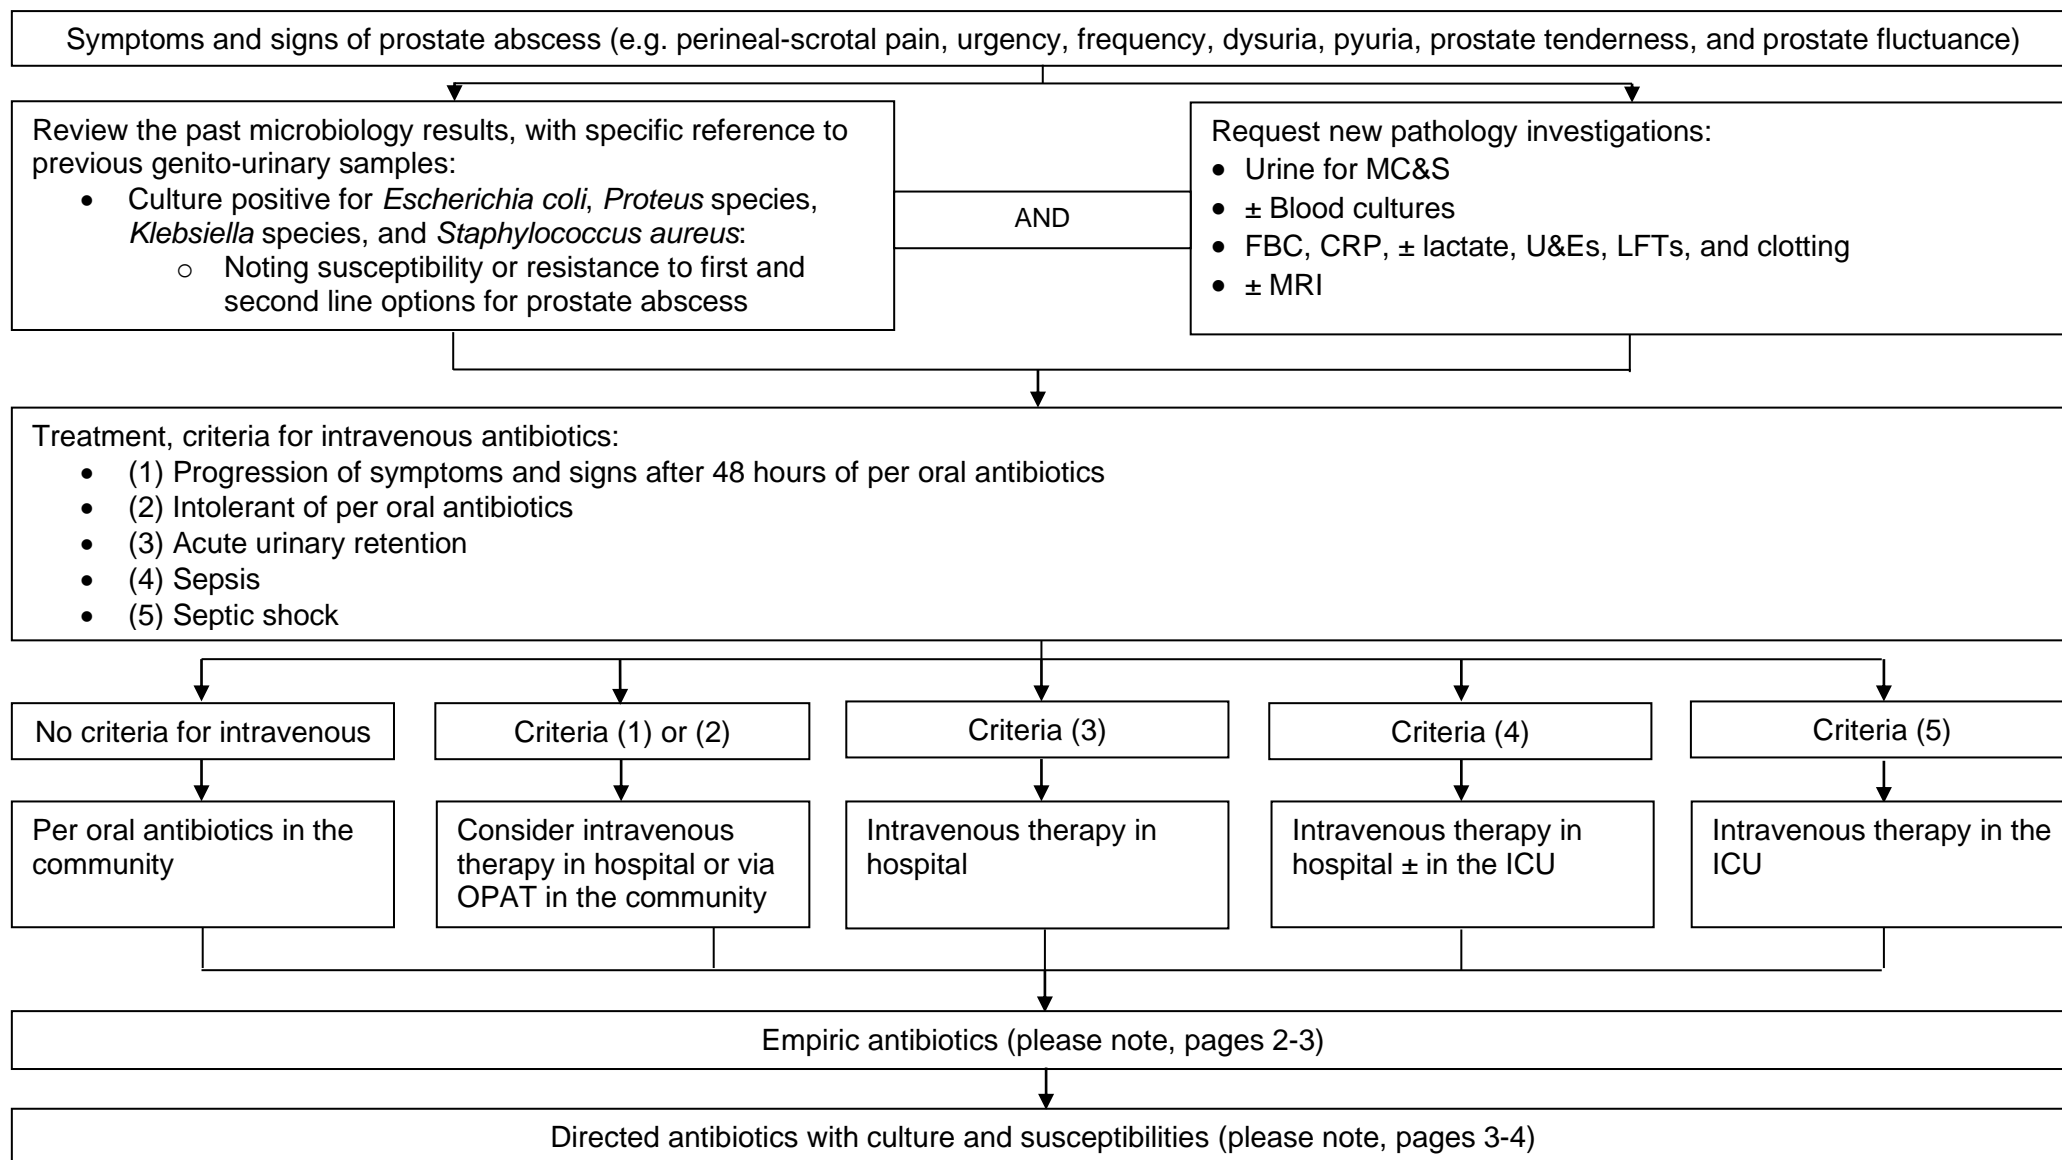 Symptoms and signs of prostate abscess (e.g. perineal-scrotal pain, urgency, frequency, dysuria, pyuria, prostate tenderness, and prostate fluctuance)
Review the past microbiology results, with specific reference to
previous genito-urinary samples:
• Culture positive for Escherichia coli, Proteus species,
Klebsiella species, and Staphylococcus aureus:
o Noting susceptibility or resistance to first and
second line options for prostate abscess
AND
Request new pathology investigations:
• Urine for MC&S
• ± Blood cultures
• FBC, CRP, ± lactate, U&Es, LFTs, and clotting
• ± MRI
Treatment, criteria for intravenous antibiotics:
• (1) Progression of symptoms and signs after 48 hours of per oral antibiotics
• (2) Intolerant of per oral antibiotics
• (3) Acute urinary retention
• (4) Sepsis
• (5) Septic shock
No criteria for intravenous
Criteria (1) or (2)
Criteria (3)
Criteria (4)
Criteria (5)
Per oral antibiotics in the
community
Consider intravenous
therapy in hospital or via
OPAT in the community
Intravenous therapy in
hospital
Intravenous therapy in
hospital ± in the ICU
Intravenous therapy in the
ICU
Empiric antibiotics (please note, pages 2-3)
Directed antibiotics with culture and susceptibilities (please note, pages 3-4)